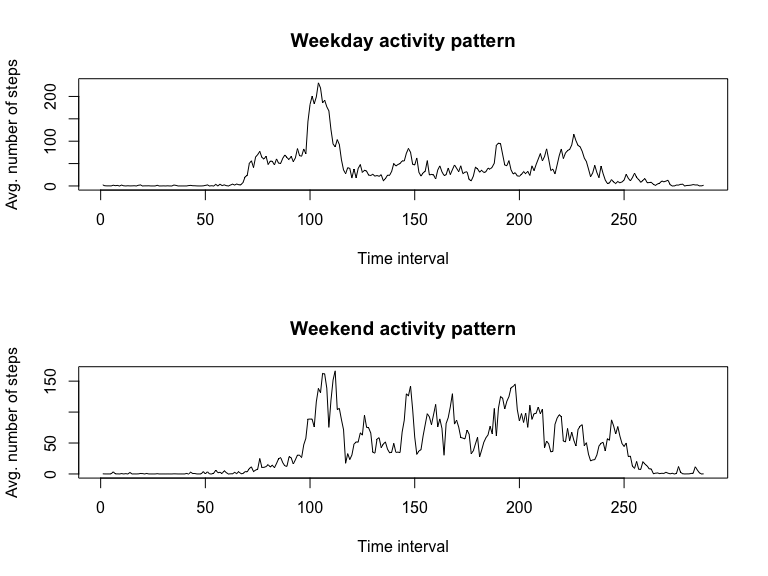 Weekday activity pattern
Avg. number of steps
0 100 200
0 50 100 150 200 250
Time interval
Weekend activity pattern
Avg. number of steps
0 50 150
0 50 100 150 200 250
Time interval